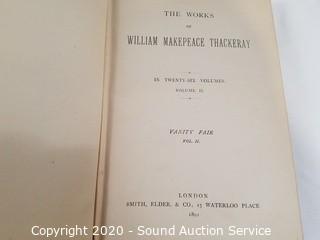 THE WORKS
OF
WILLIAM MAKEPEACE THACKERAY
IN TWENTY-SIX VOLUMES.
VOLUME II.
VANITY FAIR
VOL. II.
LONDON
SMITH, ELDER, & CO., 15 WATERLOO PLACE
Copyright 2020 - Sound Auction Service